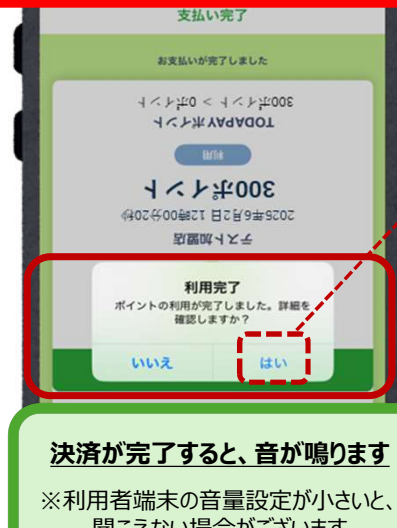 支払い完了
お支払いが完了しました
300ポイント > 0ポイント
TODAPAY ポイント
利用
300ポイント
2025年6月2日 12時00分20秒
テスト加盟店
利用完了
ポイントの利用が完了しました。詳細を
確認しますか？
いいえ
はい
決済が完了すると、音が鳴ります
※利用者端末の音量設定が小さいと、
聞こえない場合がございます